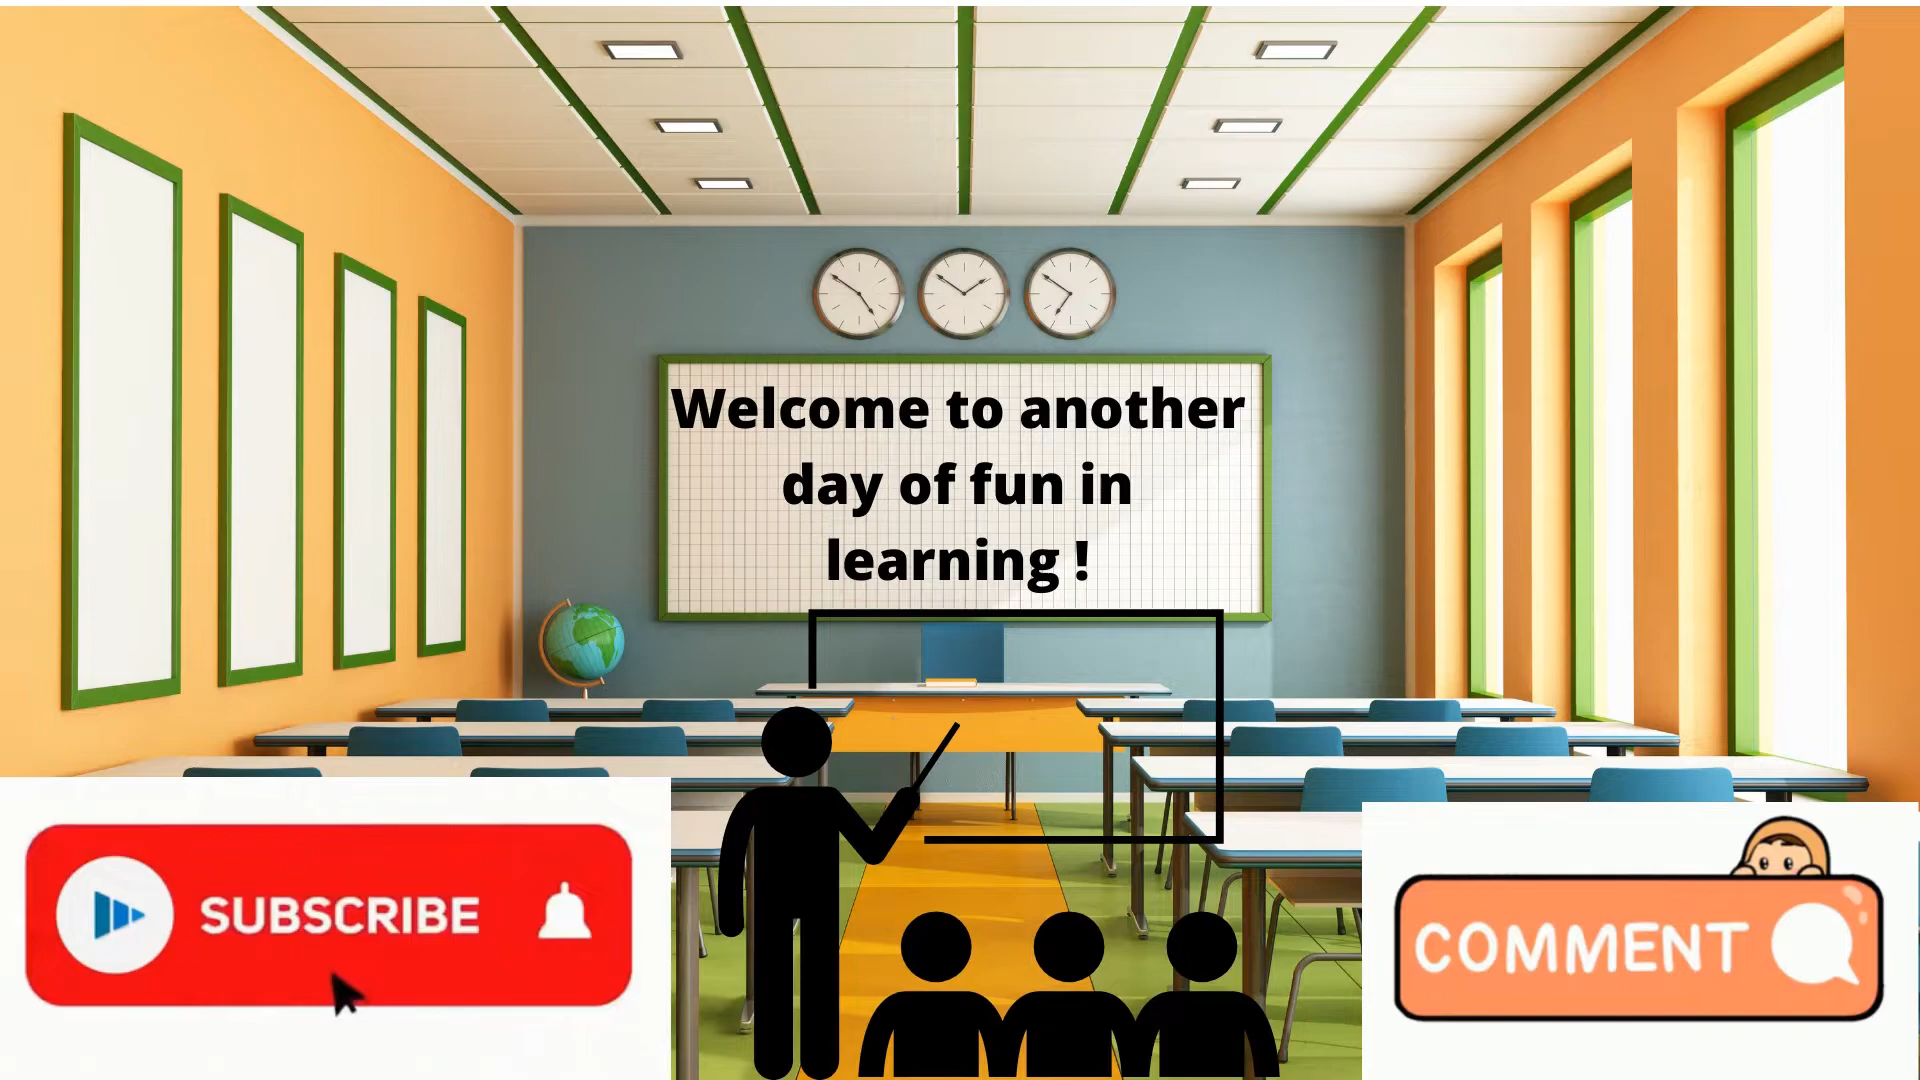 Welcome to another
day of fun in
learning !
SUBSCRIBE
COMMENT